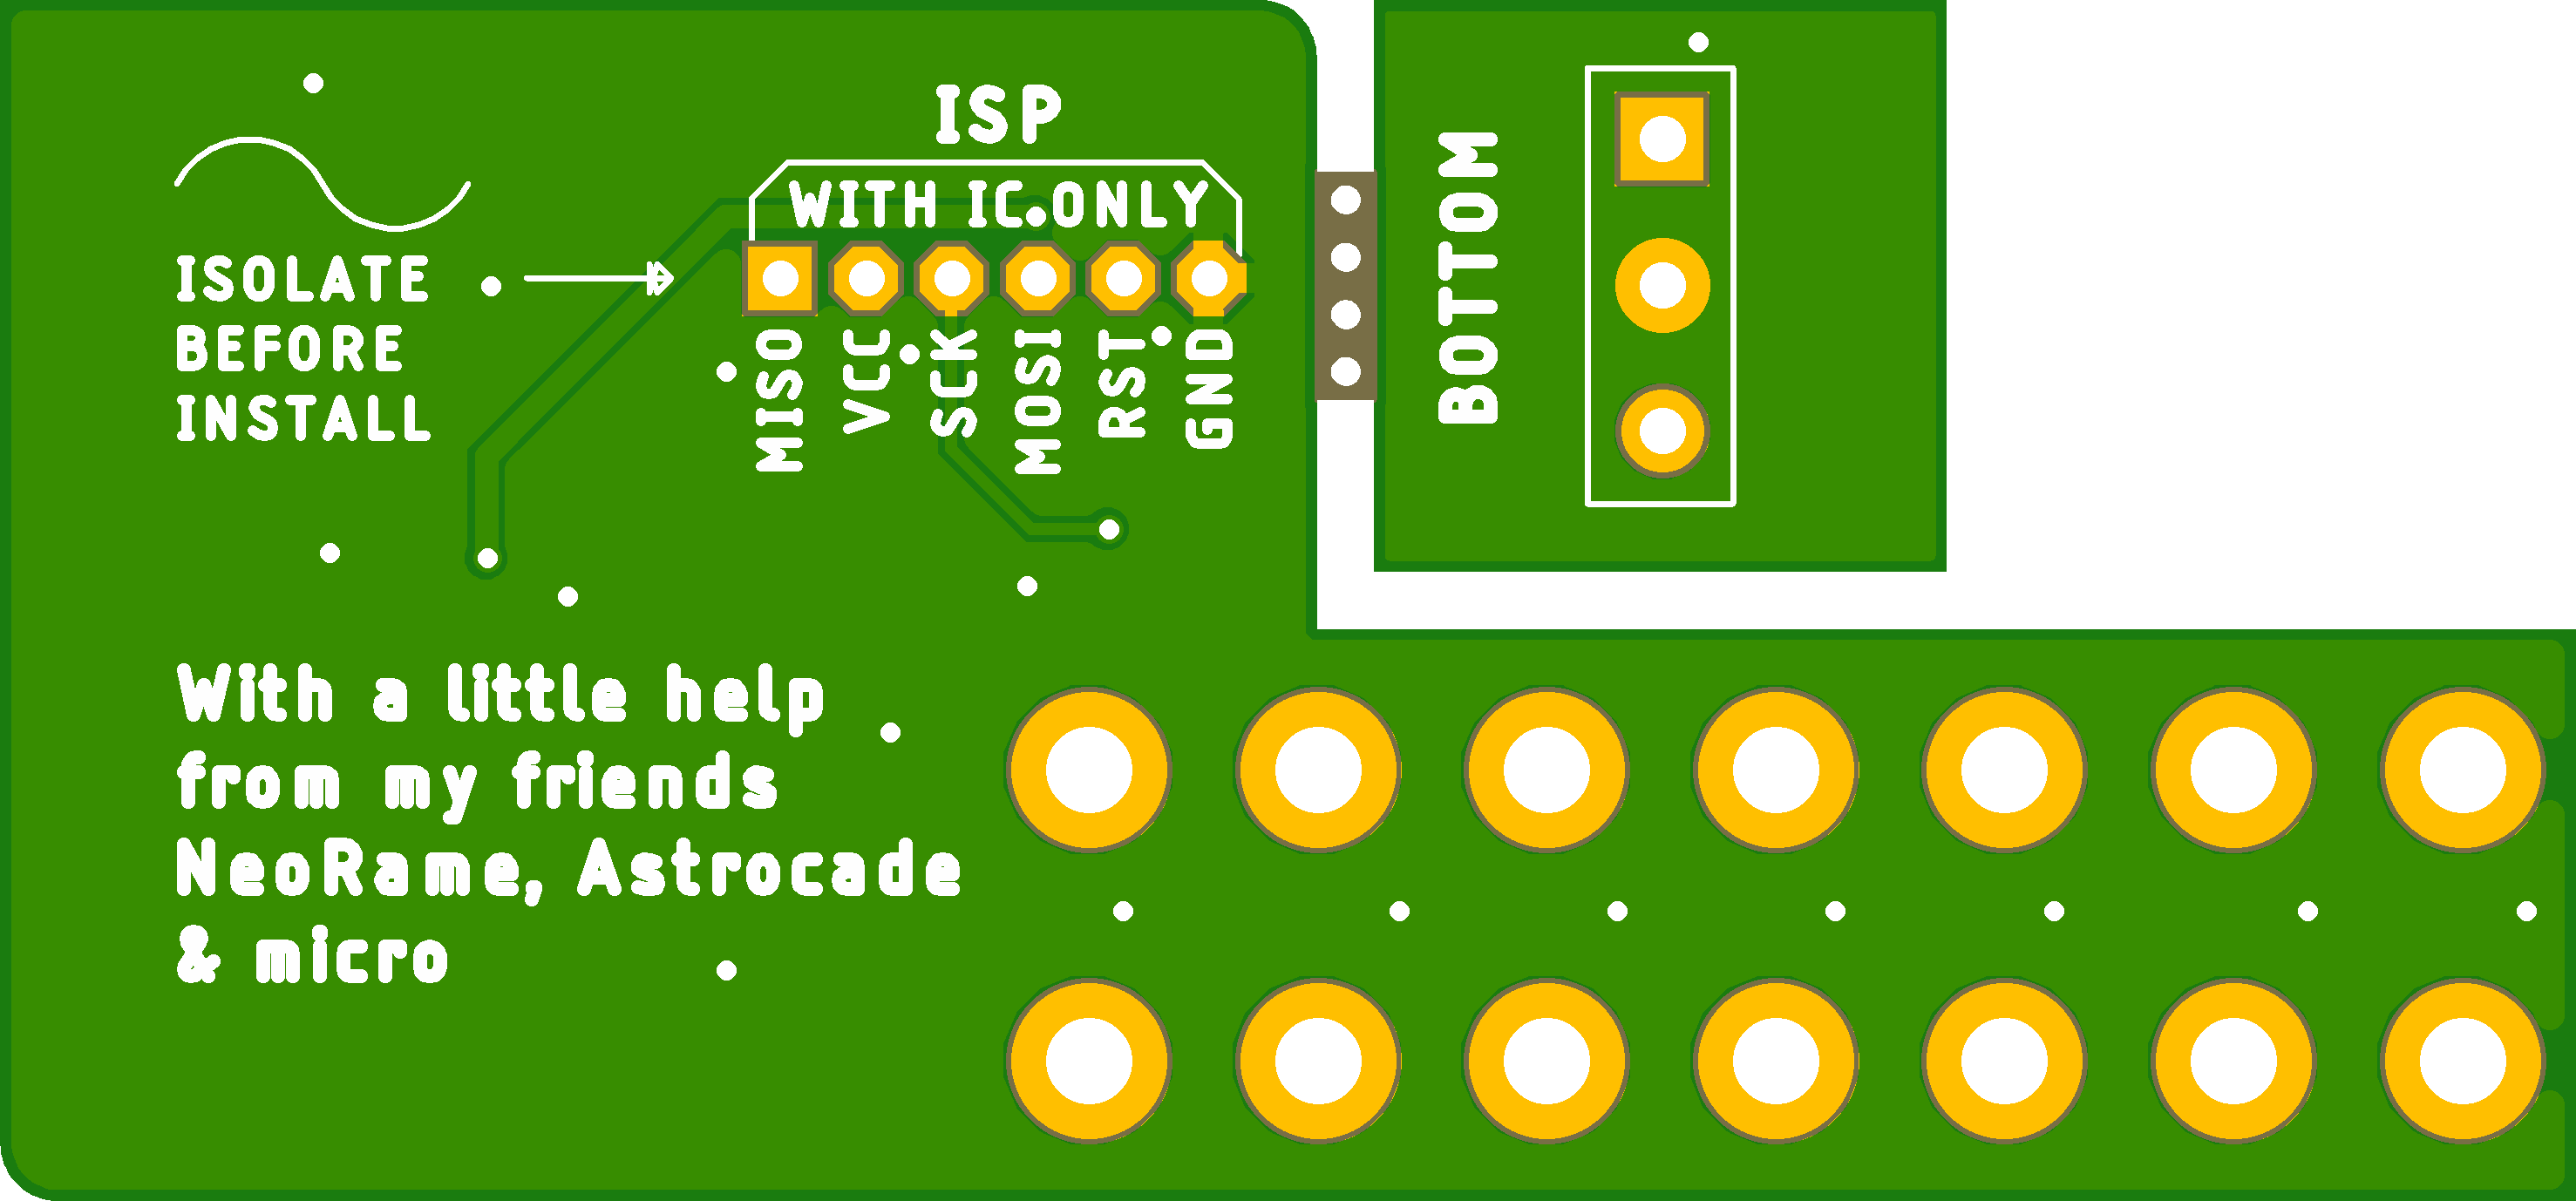 ISP
WITH IC ONLY
ISOLATE
BEFORE
INSTALL
MISO
VCC
SCK
MOSI
RST
GND
BOTTOM
With a little help
from my friends
NeoRame, Astrocade
& micro